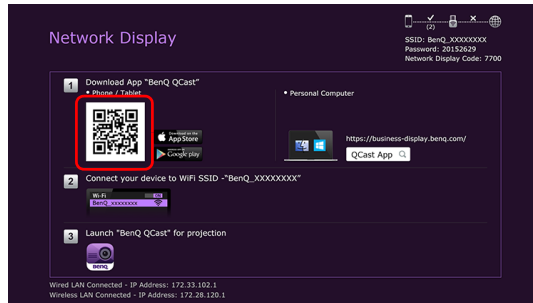 Network Display
(2)
SSID: BenQ_XXXXXXXX
Password: 20152629
Network Display Code: 7700
1
Download App “BenQ QCast”
• Phone / Tablet
Download on the
App Store
Google play
• Personal Computer
https://business-display.benq.com/
QCast App
2
Connect your device to WiFi SSID -“BenQ_XXXXXXXX”
Wi-Fi
BenQ_xxxxxxxx
3
Launch "BenQ QCast" for projection
BenQ
Wired LAN Connected - IP Address: 172.33.102.1
Wireless LAN Connected - IP Address: 172.28.120.1